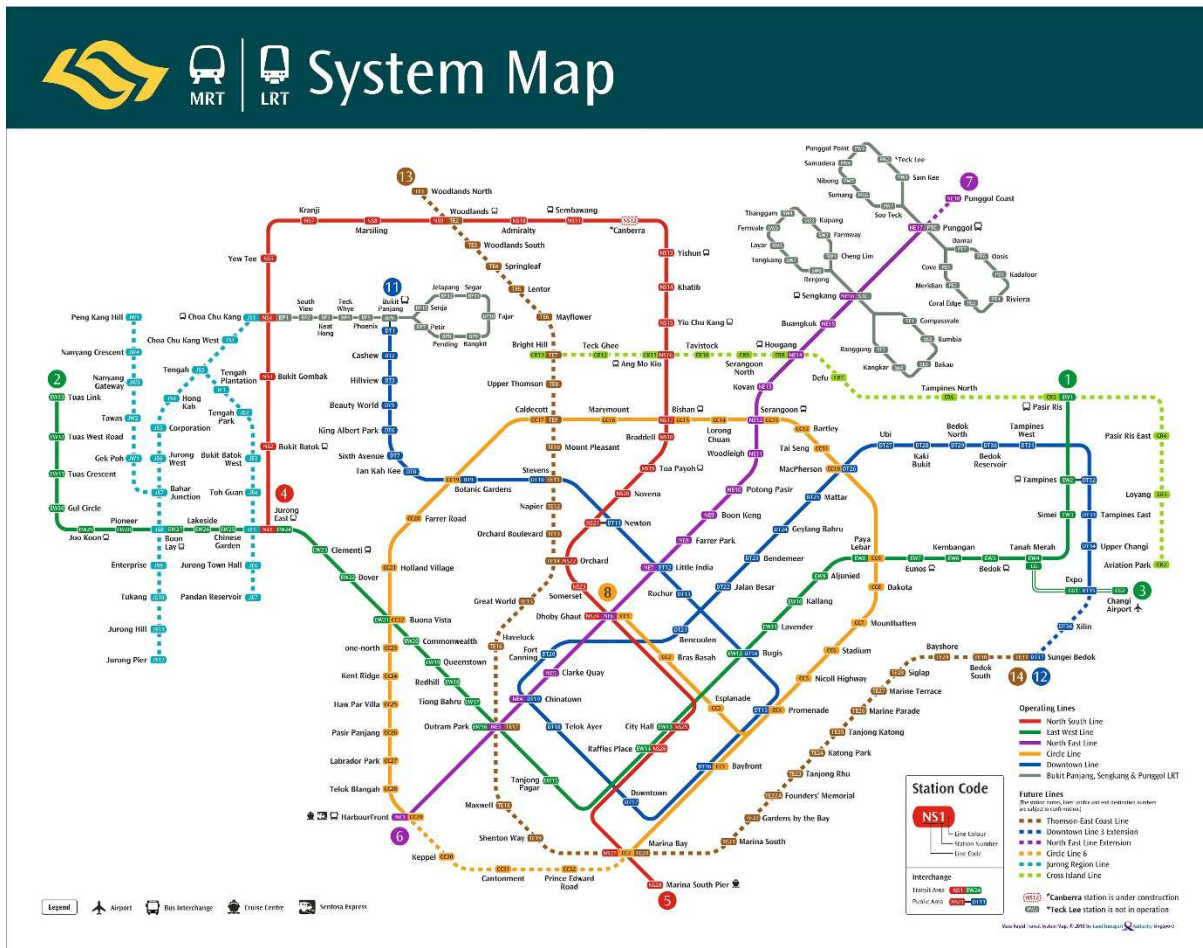 MRT
LRT
System Map
Punggol Point
*Teck Lee
Samudera
Sam Kee
Nibong
Sumang
Soo Teck
Punggol Coast
Punggol
Damai
Oasis
Cove
Kadaloor
Meridian
Coral Edge
Riviera
Thanggam
Kupang
Fernvale
Farmway
Layar
Cheng Lim
Tongkang
Renjong
Sengkang
Compassvale
Rumbia
Ranggung
Bakau
Kangkar
Buangkok
Woodlands North
Kranji
Marsiling
Woodlands
Admiralty
Sembawang
*Canberra
Woodlands South
Springleaf
Lentor
Mayflower
Yishun
Khatib
Yio Chu Kang
Yew Tee
Peng Kang Hill
Choa Chu Kang
South View
Keat Hong
Teck Whye
Phoenix
Bukit Panjang
Jelapang
Segar
Senja
Fajar
Petir
Pending
Bangkit
Choa Chu Kang West
Nanyang Crescent
Tengah
Tengah Plantation
Nanyang Gateway
Hong Kah
Tengah Park
Tawas
Corporation
Bukit Gombak
Cashew
Hillview
Beauty World
King Albert Park
Sixth Avenue
Tan Kah Kee
Botanic Gardens
Bright Hill
Teck Ghee
Ang Mo Kio
Tavistock
Serangoon North
Hougang
Defu
Tampines North
Pasir Ris
Upper Thomson
Kovan
Caldecott
Marymount
Bishan
Lorong Chuan
Serangoon
Bartley
Braddell
Woodleigh
Tai Seng
Mount Pleasant
Toa Payoh
MacPherson
Stevens
Novena
Potong Pasir
Mattar
Napier
Newton
Boon Keng
Geylang Bahru
Ubi
Kaki Bukit
Bedok North
Bedok Reservoir
Tampines West
Pasir Ris East
Tampines
Loyang
Simei
Tampines East
Upper Changi
Aviation Park
Tuas Link
Tuas West Road
Tuas Crescent
Gul Circle
Gek Poh
Jurong West
Bukit Batok West
Bukit Batok
Bahar Junction
Toh Guan
Jurong East
Joo Koon
Pioneer
Boon Lay
Lakeside
Chinese Garden
Enterprise
Jurong Town Hall
Tukang
Pandan Reservoir
Jurong Hill
Jurong Pier
Clementi
Dover
Farrer Road
Holland Village
Buona Vista
one-north
Commonwealth
Kent Ridge
Queenstown
Haw Par Villa
Redhill
Tiong Bahru
Pasir Panjang
Outram Park
Labrador Park
Telok Blangah
HarbourFront
Keppel
Cantonment
Prince Edward Road
Orchard Boulevard
Orchard
Farrer Park
Bendemeer
Little India
Jalan Besar
Somerset
Rochor
Great World
Dhoby Ghaut
Havelock
Fort Canning
Bencoolen
Bras Basah
Bugis
Clarke Quay
Chinatown
Esplanade
Telok Ayer
City Hall
Promenade
Raffles Place
Tanjong Pagar
Downtown
Bayfront
Maxwell
Shenton Way
Marina Bay
Marina South Pier
Paya Lebar
Aljunied
Kallang
Lavender
Dakota
Mountbatten
Stadium
Nicoll Highway
Eunos
Kembangan
Bedok
Tanah Merah
Expo
Changi Airport
Xilin
Sungei Bedok
Bedok South
Bayshore
Siglap
Marine Terrace
Marine Parade
Tanjong Katong
Katong Park
Tanjong Rhu
Founders' Memorial
Gardens by the Bay
Marina South
1
2
3
4
5
6
7
8
11
12
13
14
Operating Lines
North South Line
East West Line
North East Line
Circle Line
Downtown Line
Bukit Panjang, Sengkang & Punggol LRT
Future Lines
Thomson-East Coast Line
Downtown Line 3 Extension
North East Line Extension
Circle Line 6
Jurong Region Line
Cross Island Line
*Canberra station is under construction
*Teck Lee station is not in operation
Station Code
NS1
Line Colour
Station Number
Line Code
Interchange
Transit Area NS1 EW24
Public Area NS21 DT11
Legend
Airport
Bus Interchange
Cruise Centre
Sentosa Express